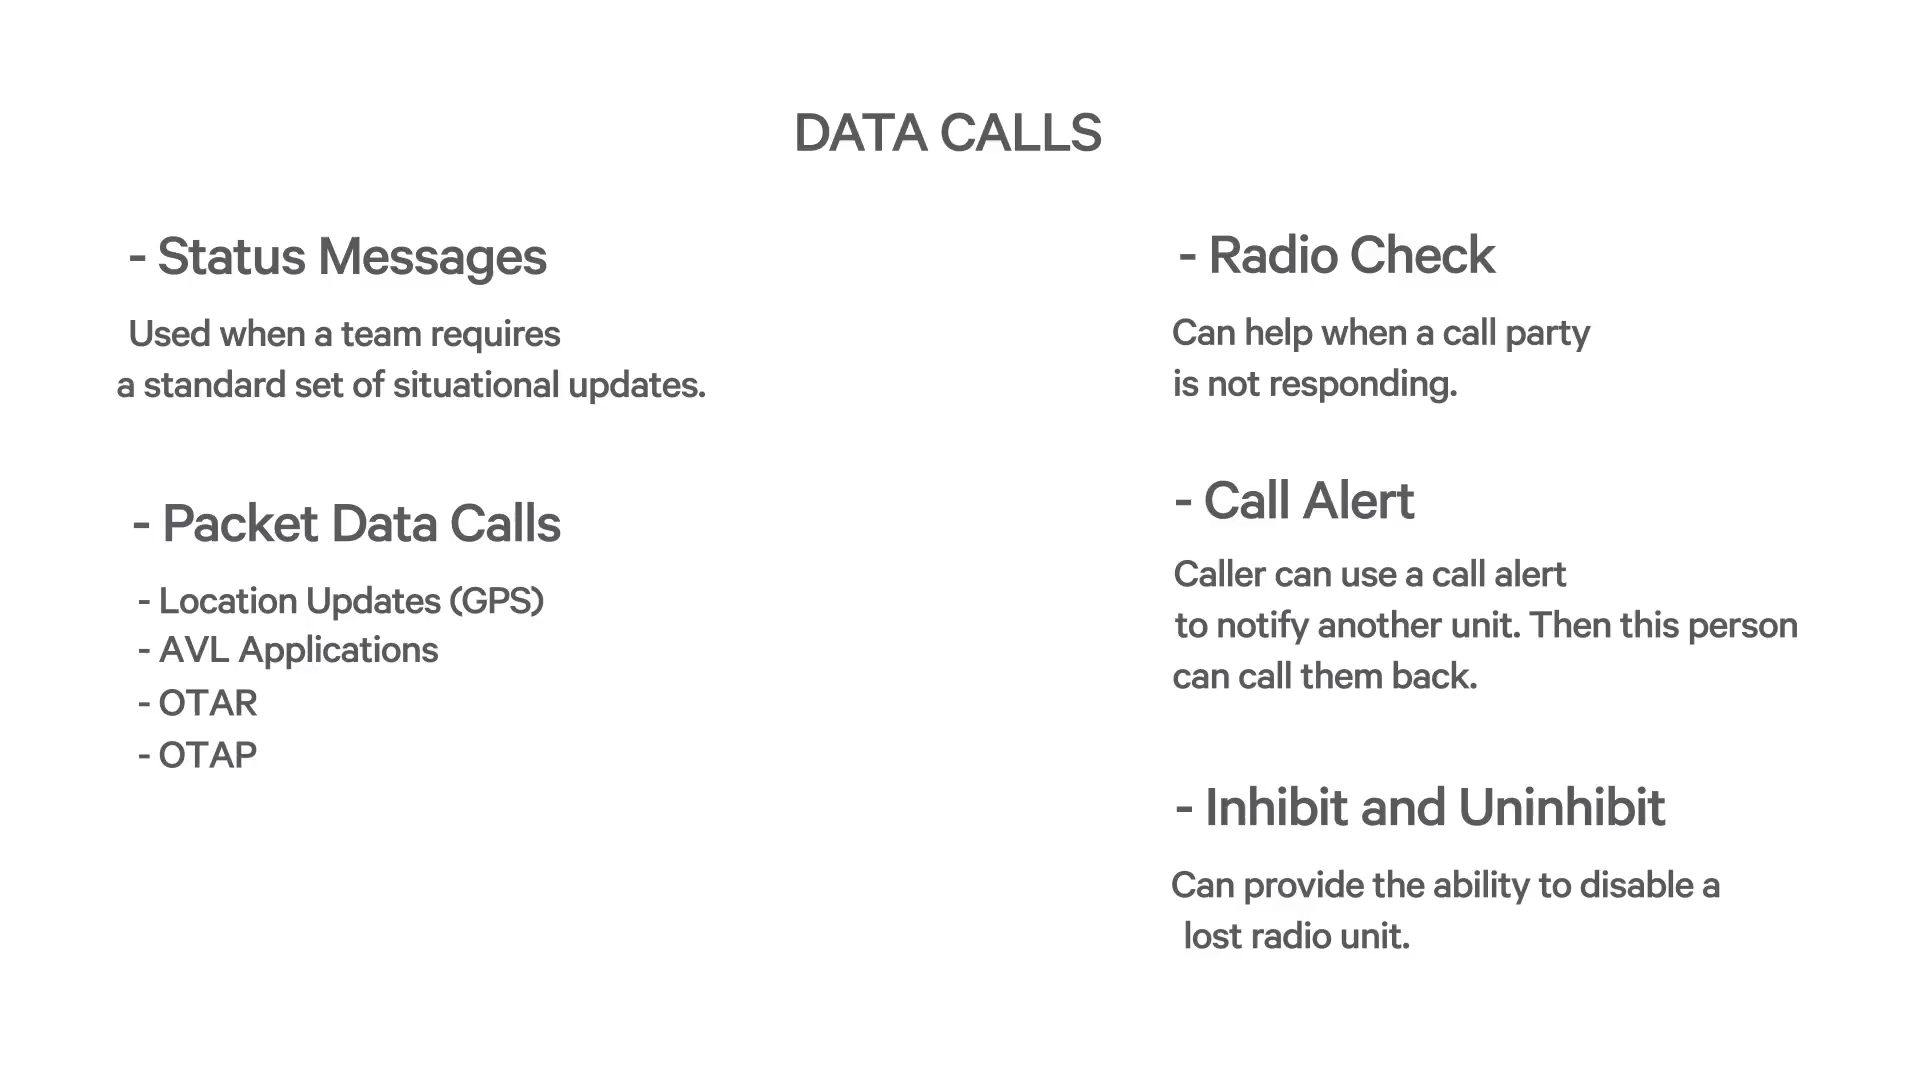 DATA CALLS
- Status Messages
Used when a team requires
a standard set of situational updates.
- Packet Data Calls
- Location Updates (GPS)
- AVL Applications
- OTAR
- OTAP
- Radio Check
Can help when a call party
is not responding.
- Call Alert
Caller can use a call alert
to notify another unit. Then this person
can call them back.
- Inhibit and Uninhibit
Can provide the ability to disable a
lost radio unit.